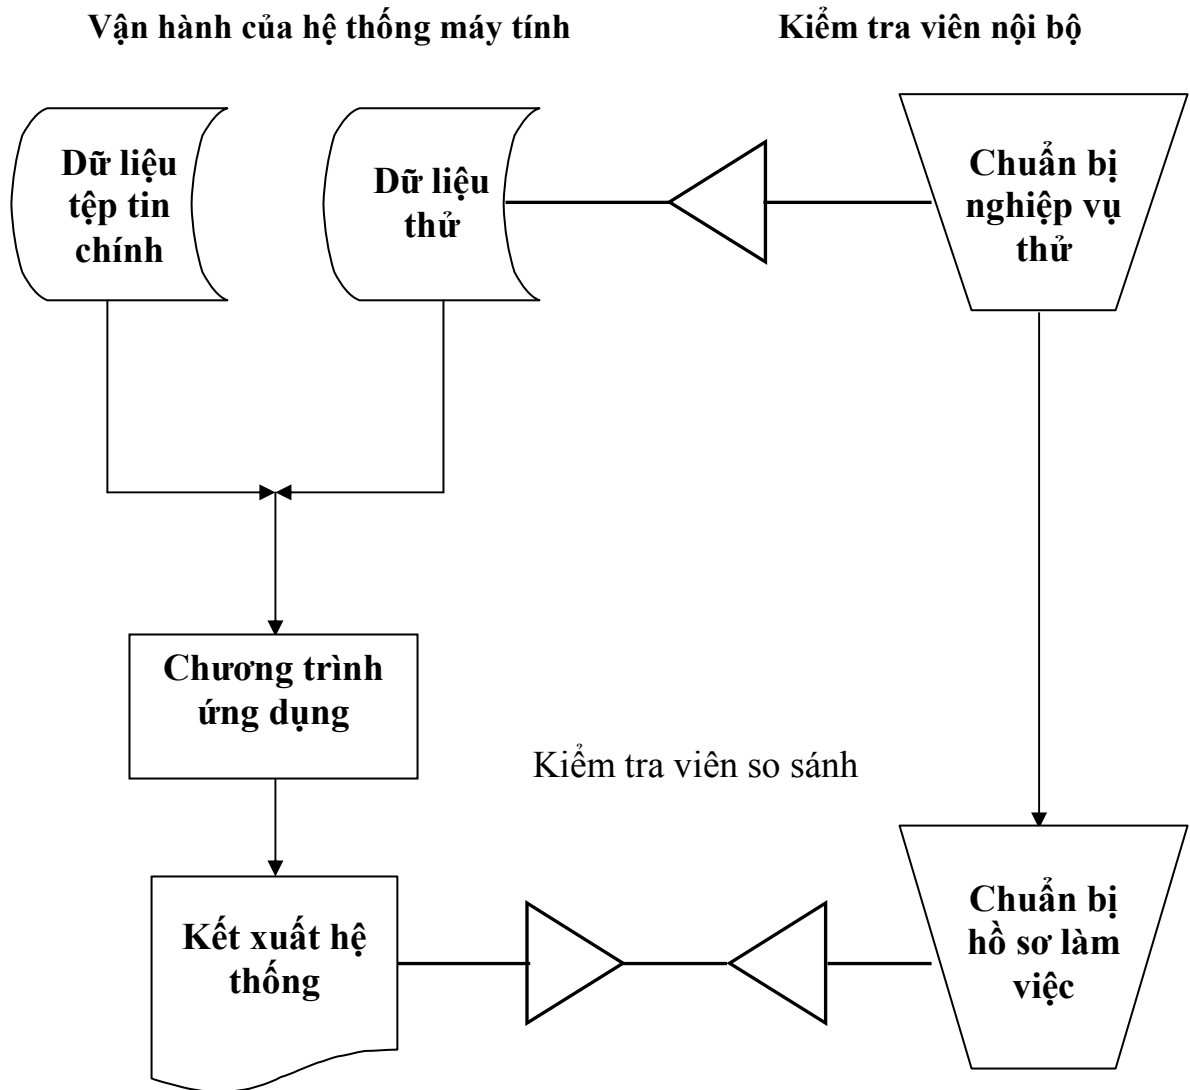 Vận hành của hệ thống máy tính
Kiểm tra viên nội bộ
Dữ liệu
tệp tin
chính
Dữ liệu
thử
Chuẩn bị
nghiệp vụ
thử
Chương trình
ứng dụng
Kiểm tra viên so sánh
Kết xuất hệ
thống
Chuẩn bị
hồ sơ làm
việc